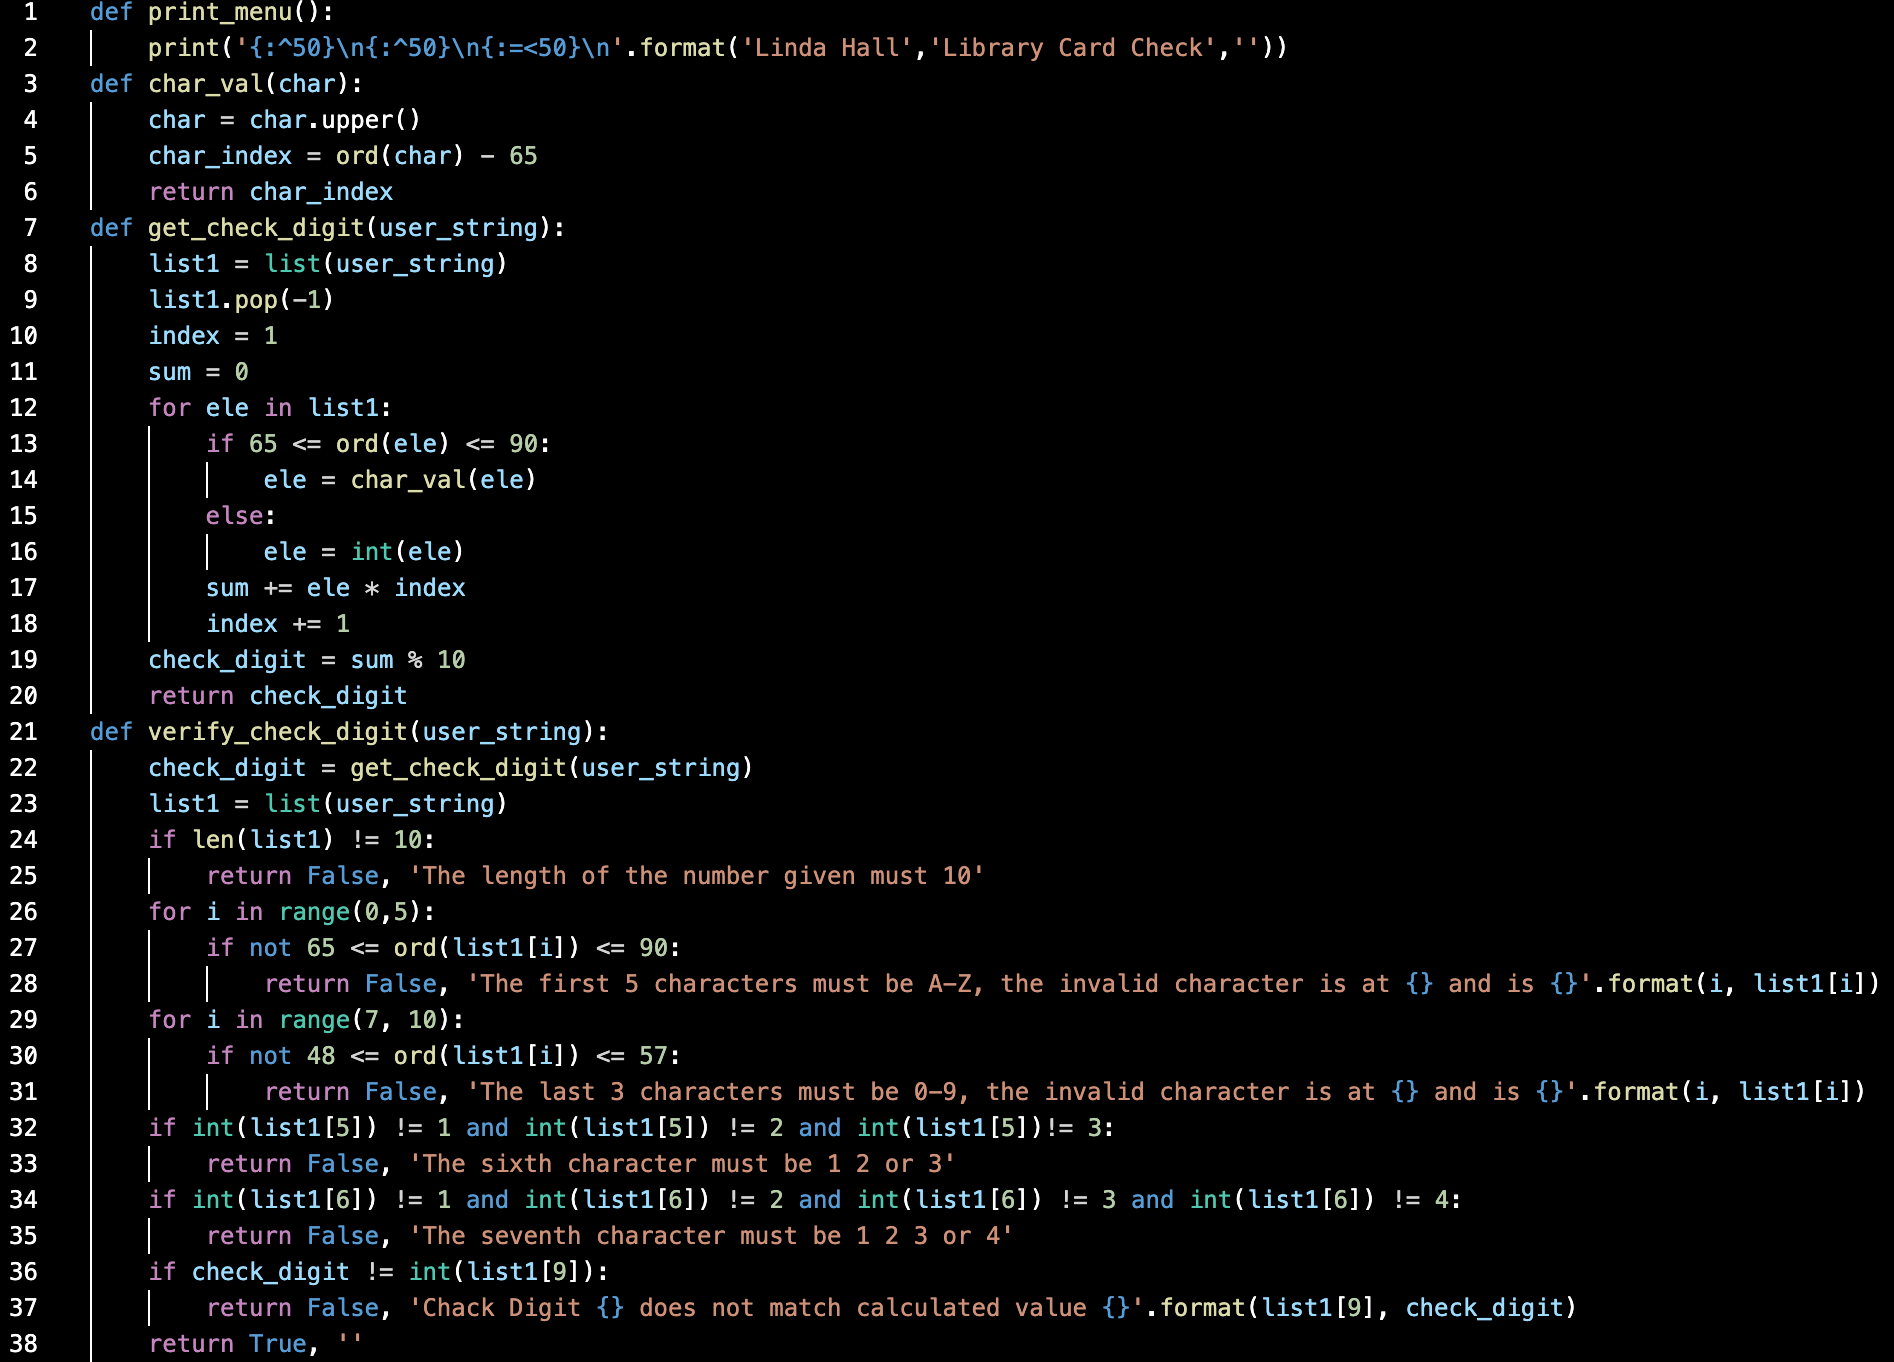 1 def print_menu():
2     print('{:^50}\n{:^50}\n{:=<50}\n'.format('Linda Hall','Library Card Check',''))
3 def char_val(char):
4     char = char.upper()
5     char_index = ord(char) - 65
6     return char_index
7 def get_check_digit(user_string):
8     list1 = list(user_string)
9     list1.pop(-1)
10     index = 1
11     sum = 0
12     for ele in list1:
13         if 65 <= ord(ele) <= 90:
14             ele = char_val(ele)
15         else:
16             ele = int(ele)
17         sum += ele * index
18         index += 1
19     check_digit = sum % 10
20     return check_digit
21 def verify_check_digit(user_string):
22     check_digit = get_check_digit(user_string)
23     list1 = list(user_string)
24     if len(list1) != 10:
25         return False, 'The length of the number given must 10'
26     for i in range(0,5):
27         if not 65 <= ord(list1[i]) <= 90:
28             return False, 'The first 5 characters must be A-Z, the invalid character is at {} and is {}'.format(i, list1[i])
29     for i in range(7, 10):
30         if not 48 <= ord(list1[i]) <= 57:
31             return False, 'The last 3 characters must be 0-9, the invalid character is at {} and is {}'.format(i, list1[i])
32     if int(list1[5]) != 1 and int(list1[5]) != 2 and int(list1[5])!= 3:
33         return False, 'The sixth character must be 1 2 or 3'
34     if int(list1[6]) != 1 and int(list1[6]) != 2 and int(list1[6]) != 3 and int(list1[6]) != 4:
35         return False, 'The seventh character must be 1 2 3 or 4'
36     if check_digit != int(list1[9]):
37         return False, 'Chack Digit {} does not match calculated value {}'.format(list1[9], check_digit)
38     return True, ''